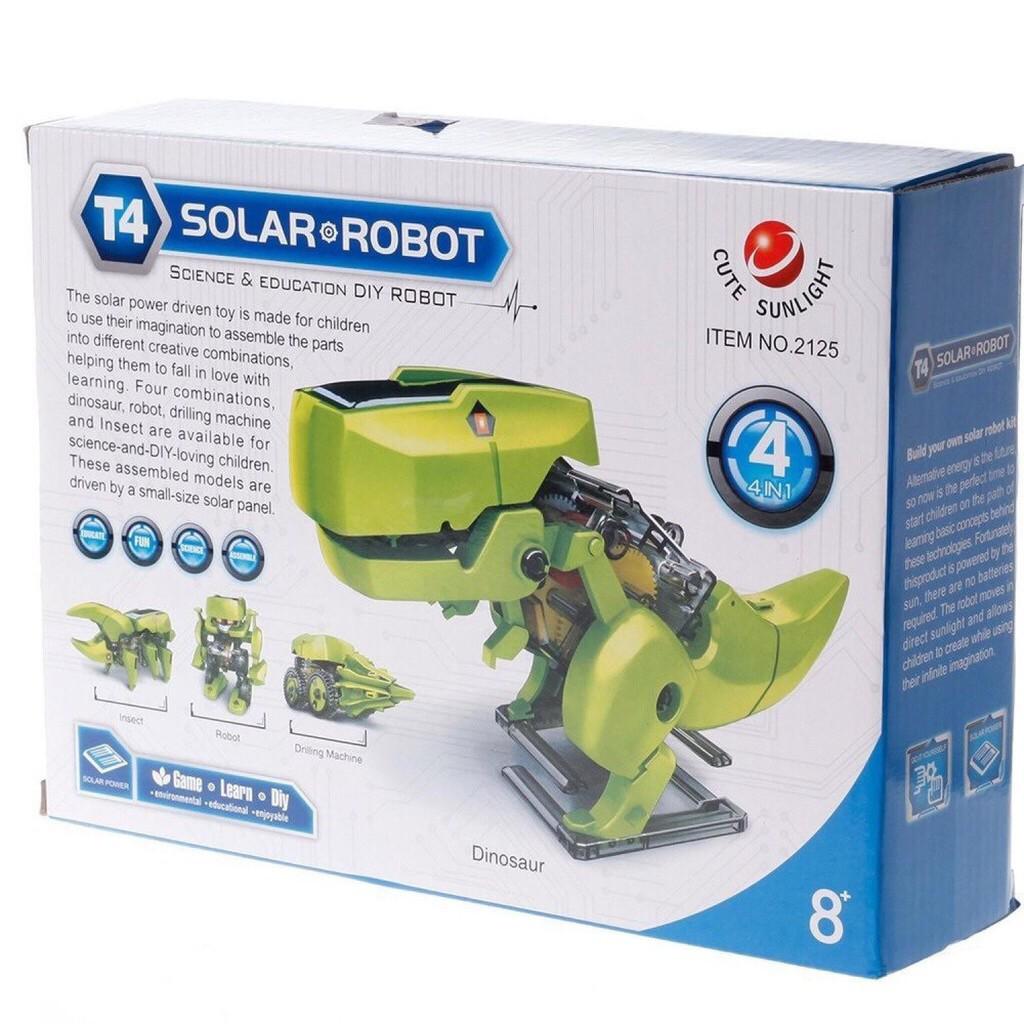 T4 SOLAR ROBOT
SCIENCE & EDUCATION DIY ROBOT
The solar power driven toy is made for children
to use their imagination to assemble the parts
into different creative combinations,
helping them to fall in love with
learning. Four combinations,
dinosaur, robot, drilling machine
and Insect are available for
science-and-DIY-loving children.
These assembled models are
driven by a small-size solar panel.
EDUCATE
FUN
SCIENCE
ASSEMBLE
CUTE SUNLIGHT
ITEM NO.2125
4
4 IN 1
Insect
Robot
Drilling Machine
SOLAR POWER
Game Learn Diy
•environmental •educational •enjoyable
Dinosaur
8+
T4 SOLAR ROBOT
SCIENCE & EDUCATION DIY ROBOT
Build your own solar robot kit
Alternative energy is the future,
so now is the perfect time to
start children on the path of
learning basic concepts behind
these technologies. Fortunately
thisproduct is powered by the
sun, there are no batteries
required. The robot moves in
direct sunlight and allows
children to create while using
their infinite imagination.
DO IT YOURSELF
SOLAR POWER